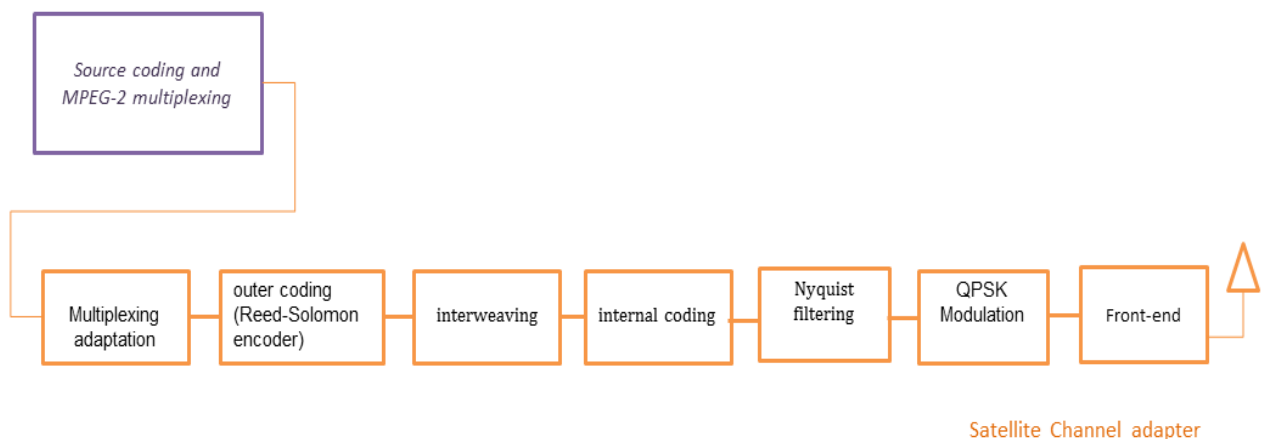 Source coding and
MPEG-2 multiplexing
Multiplexing
adaptation
outer coding
(Reed-Solomon
encoder)
interweaving
internal coding
Nyquist
filtering
QPSK
Modulation
Front-end
Satellite Channel adapter